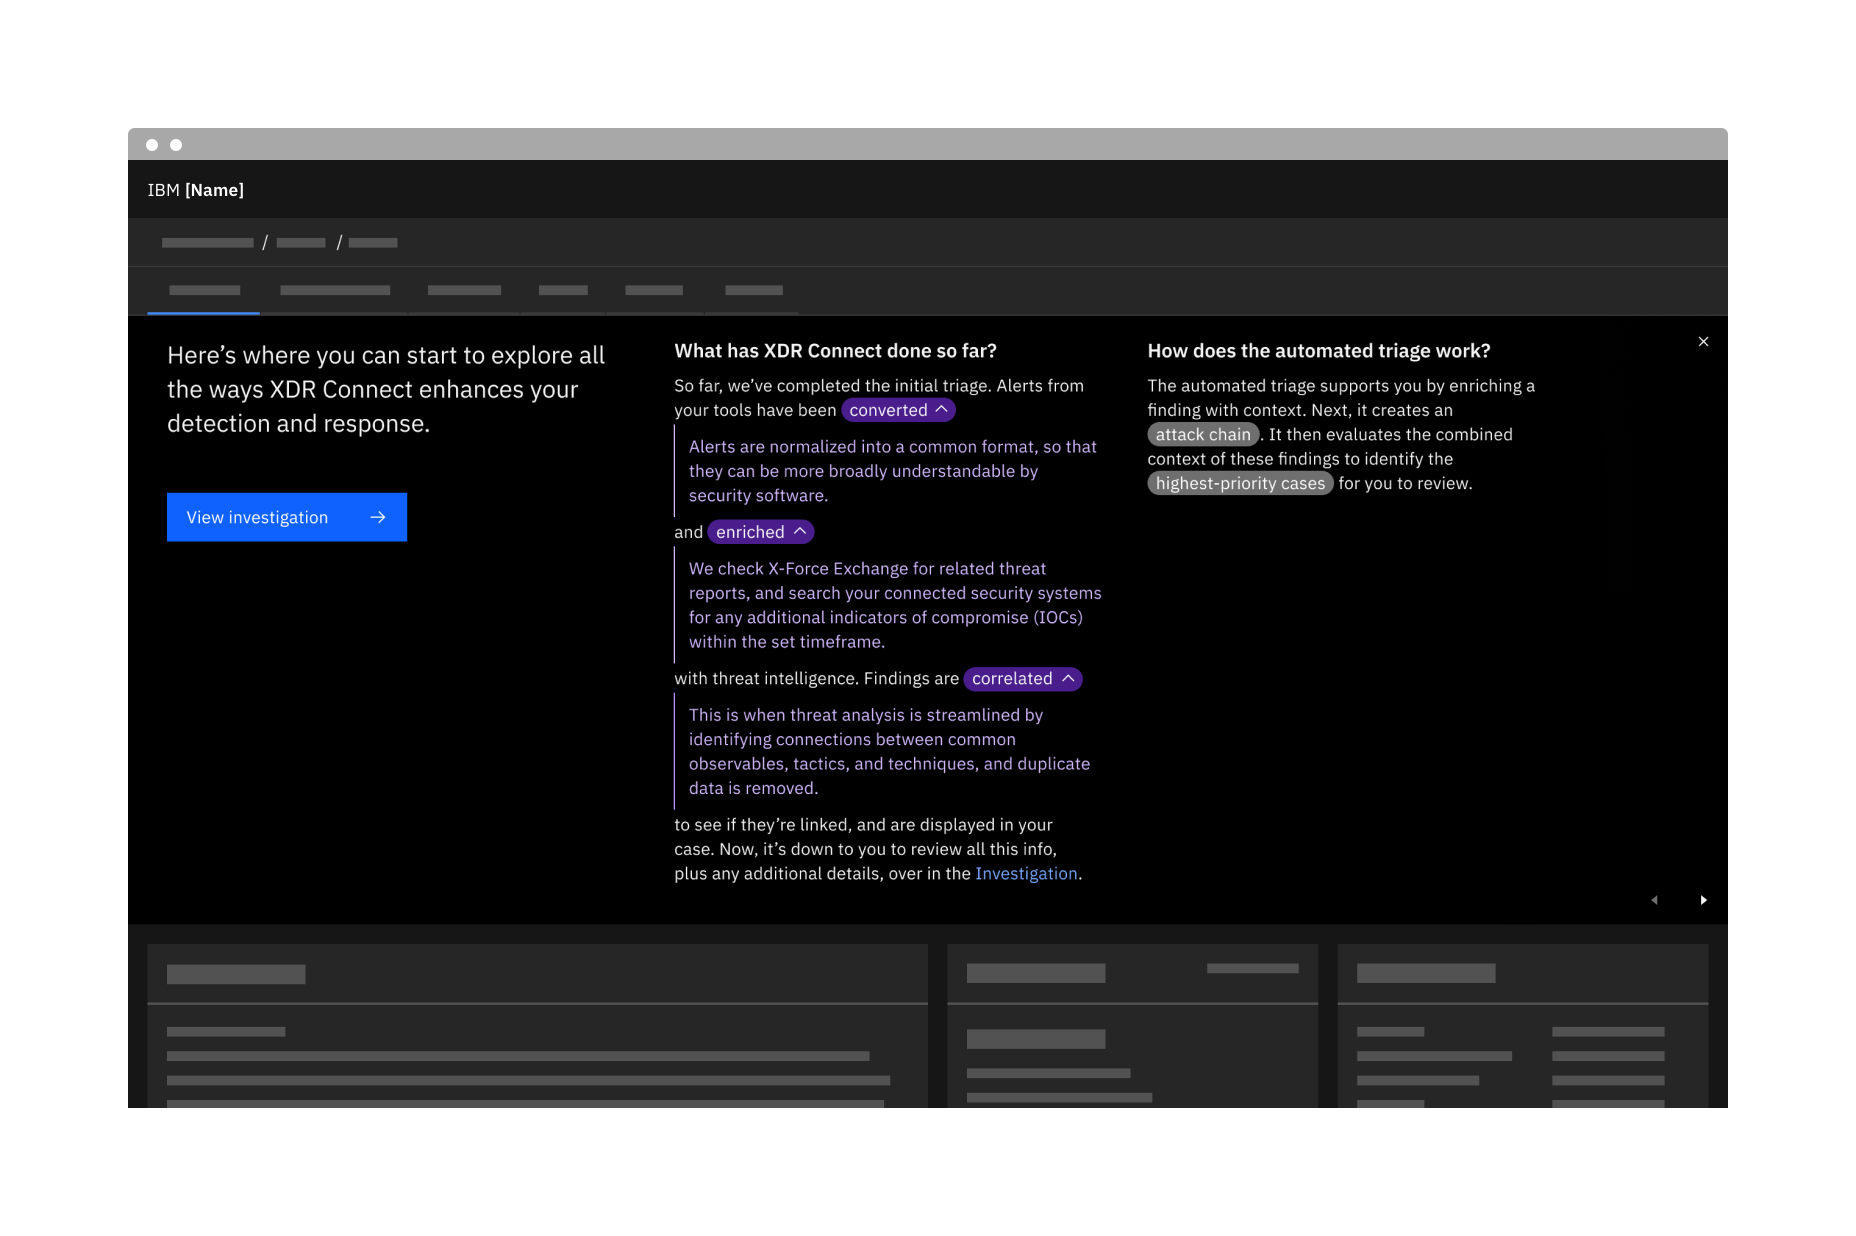 IBM [Name]
/ /
Here’s where you can start to explore all
the ways XDR Connect enhances your
detection and response.
View investigation
What has XDR Connect done so far?
So far, we’ve completed the initial triage. Alerts from
your tools have been converted
Alerts are normalized into a common format, so that
they can be more broadly understandable by
security software.
and enriched
We check X-Force Exchange for related threat
reports, and search your connected security systems
for any additional indicators of compromise (IOCs)
within the set timeframe.
with threat intelligence. Findings are correlated
This is when threat analysis is streamlined by
identifying connections between common
observables, tactics, and techniques, and duplicate
data is removed.
to see if they’re linked, and are displayed in your
case. Now, it’s down to you to review all this info,
plus any additional details, over in the Investigation.
How does the automated triage work?
The automated triage supports you by enriching a
finding with context. Next, it creates an
attack chain. It then evaluates the combined
context of these findings to identify the
highest-priority cases for you to review.